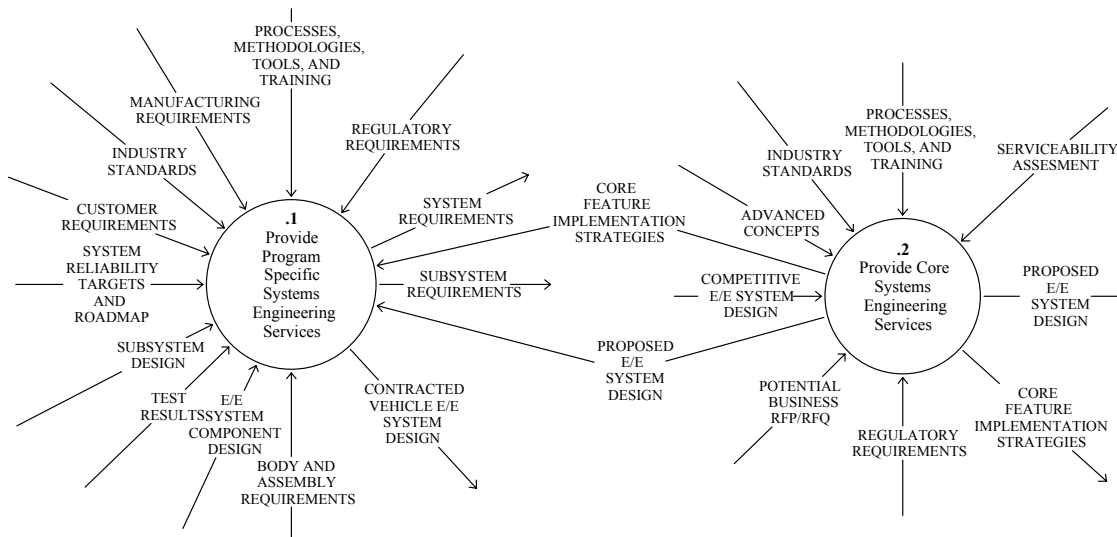 PROCESSES,
METHODOLOGIES,
TOOLS, AND
TRAINING
MANUFACTURING
REQUIREMENTS
REGULATORY
REQUIREMENTS
INDUSTRY
STANDARDS
CUSTOMER
REQUIREMENTS
SYSTEM
RELIABILITY
TARGETS
AND
ROADMAP
SUBSYSTEM
DESIGN
TEST
RESULTS
E/E
SYSTEM
COMPONENT
DESIGN
BODY AND
ASSEMBLY
REQUIREMENTS
.1
Provide
Program
Specific
Systems
Engineering
Services
SYSTEM
REQUIREMENTS
SUBSYSTEM
REQUIREMENTS
CONTRACTED
VEHICLE E/E
SYSTEM
DESIGN
CORE
FEATURE
IMPLEMENTATION
STRATEGIES
PROPOSED
E/E
SYSTEM
DESIGN
PROCESSES,
METHODOLOGIES,
TOOLS, AND
TRAINING
INDUSTRY
STANDARDS
SERVICEABILITY
ASSESMENT
ADVANCED
CONCEPTS
COMPETITIVE
E/E SYSTEM
DESIGN
POTENTIAL
BUSINESS
RFP/RFQ
REGULATORY
REQUIREMENTS
.2
Provide Core
Systems
Engineering
Services
PROPOSED
E/E
SYSTEM
DESIGN
CORE
FEATURE
IMPLEMENTATION
STRATEGIES